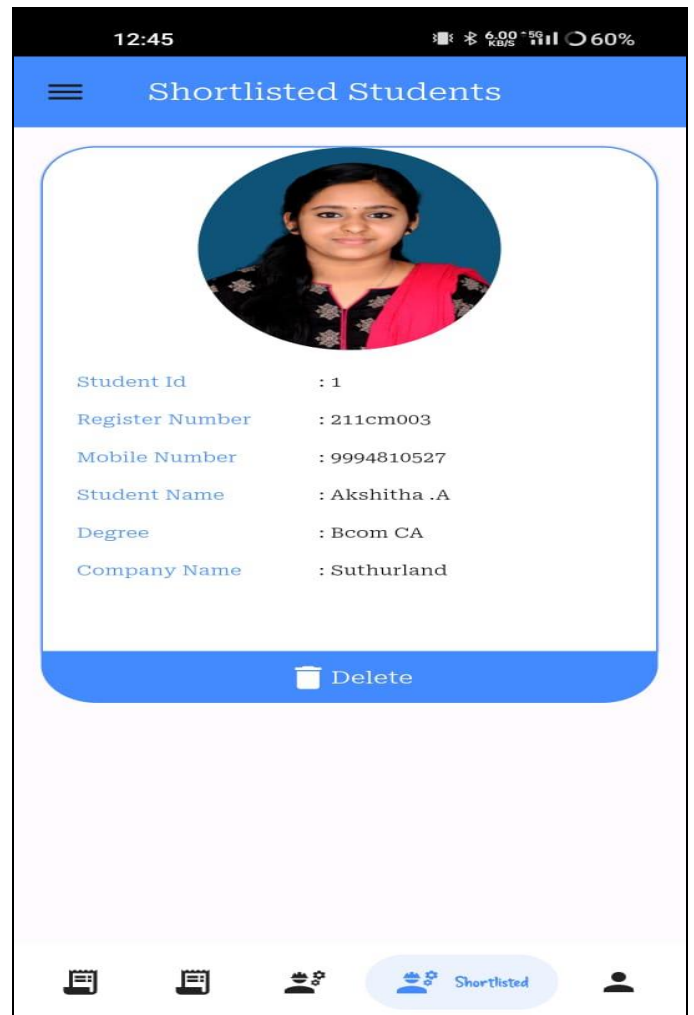 12:45 6.00 KB/S 5G 60%
Shortlisted Students
Student Id : 1
Register Number : 211cm003
Mobile Number : 9994810527
Student Name : Akshitha .A
Degree : Bcom CA
Company Name : Suthurland
Delete
Shortlisted